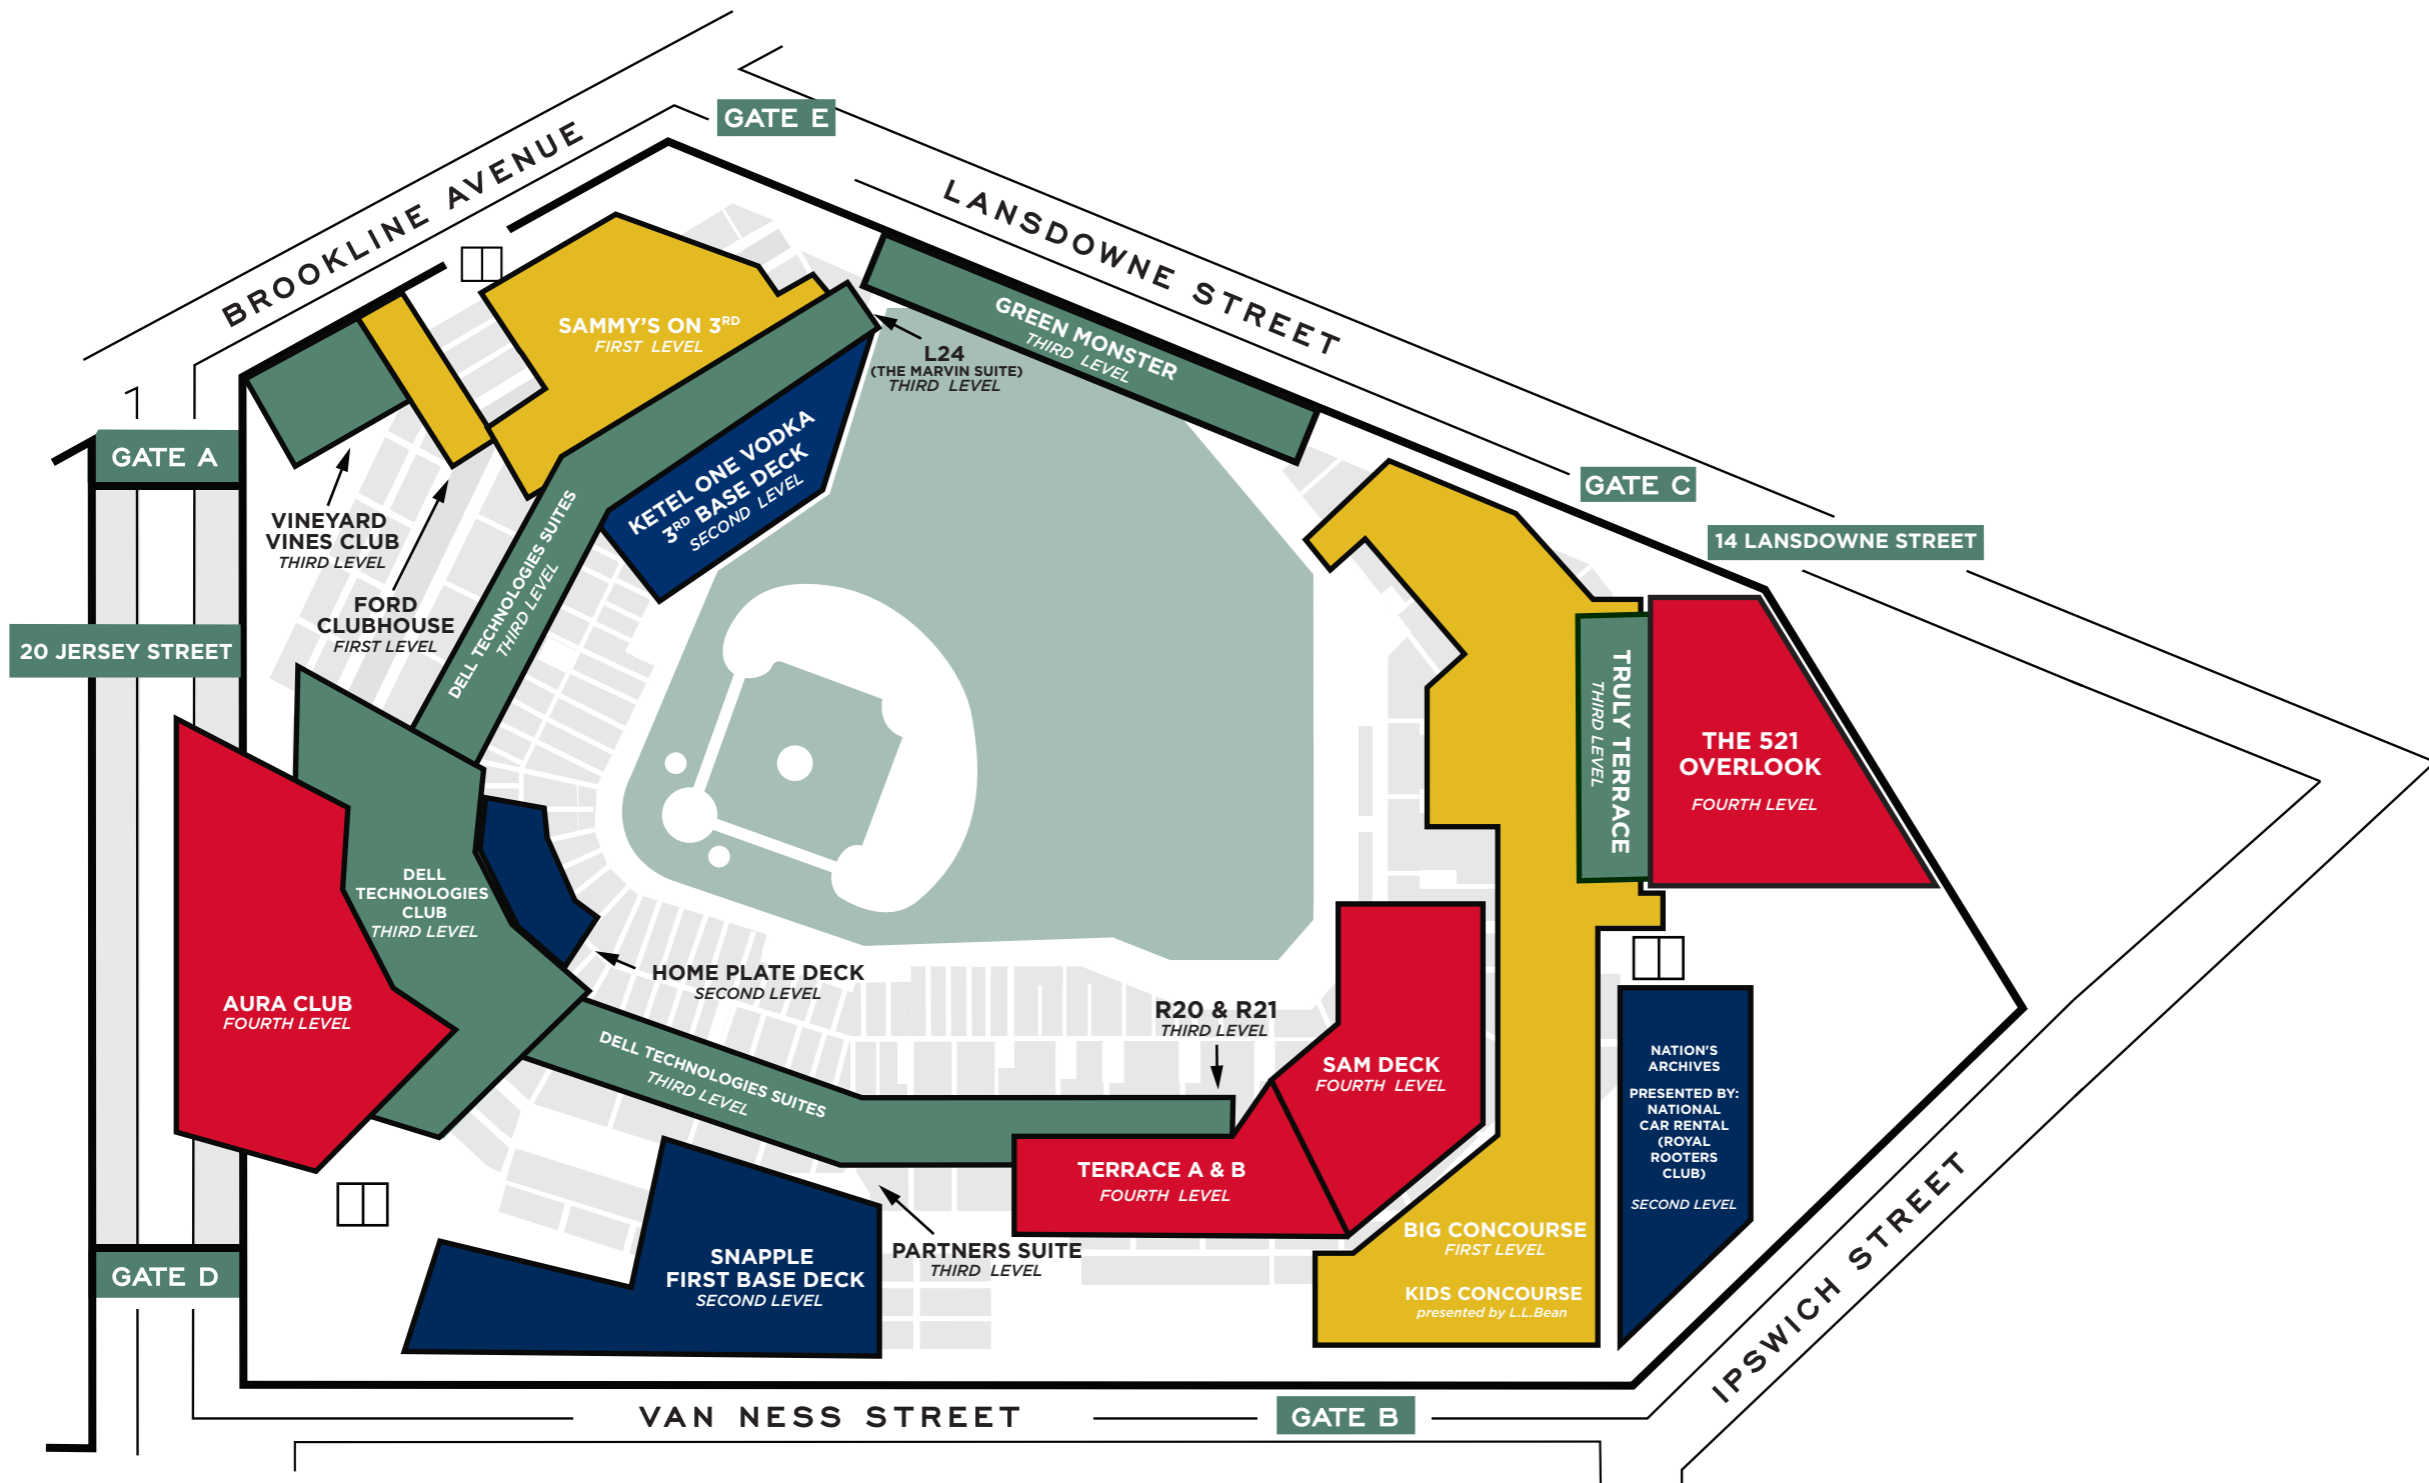 GATE E
BROOKLINE AVENUE
LANSDOWNE STREET
SAMMY'S ON 3RD
FIRST LEVEL
GREEN MONSTER
THIRD LEVEL
L24
(THE MARVIN SUITE)
THIRD LEVEL
GATE A
KETEL ONE VODKA
3RD BASE DECK
SECOND LEVEL
GATE C
14 LANSDOWNE STREET
VINEYARD
VINES CLUB
THIRD LEVEL
FORD
CLUBHOUSE
FIRST LEVEL
DELL TECHNOLOGIES SUITES
THIRD LEVEL
20 JERSEY STREET
TRULY TERRACE
THIRD LEVEL
THE 521
OVERLOOK
FOURTH LEVEL
DELL
TECHNOLOGIES
CLUB
THIRD LEVEL
HOME PLATE DECK
SECOND LEVEL
AURA CLUB
FOURTH LEVEL
R20 & R21
THIRD LEVEL
DELL TECHNOLOGIES SUITES
THIRD LEVEL
SAM DECK
FOURTH LEVEL
NATION'S
ARCHIVES
PRESENTED BY:
NATIONAL
CAR RENTAL
(ROYAL
ROOTERS
CLUB)
SECOND LEVEL
TERRACE A & B
FOURTH LEVEL
BIG CONCOURSE
FIRST LEVEL
KIDS CONCOURSE
presented by L.L.Bean
PARTNERS SUITE
THIRD LEVEL
SNAPPLE
FIRST BASE DECK
SECOND LEVEL
GATE D
IPSWICH STREET
VAN NESS STREET
GATE B